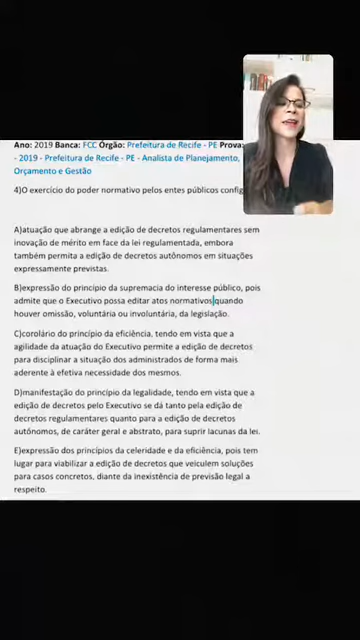 Ano: 2019 Banca: FCC Órgão: Prefeitura de Recife - PE Prova:
- 2019 - Prefeitura de Recife - PE - Analista de Planejamento,
Orçamento e Gestão
4)O exercício do poder normativo pelos entes públicos
A)atuação que abrange a edição de decretos regulamentares sem
inovação de mérito em face da lei regulamentada, embora
também permita a edição de decretos autônomos em situações
expressamente previstas.
B)expressão do princípio da supremacia do interesse público, pois
admite que o Executivo possa editar atos normativos quando
houver omissão, voluntária ou involuntária, da legislação.
C)corolário do princípio da eficiência, tendo em vista que a
agilidade da atuação do Executivo permite a edição de decretos
para disciplinar a situação dos administrados de forma mais
aderente à efetiva necessidade dos mesmos.
D)manifestação do princípio da legalidade, tendo em vista que a
edição de decretos pelo Executivo se dá tanto pela edição de
decretos regulamentares quanto para a edição de decretos
autônomos, de caráter geral e abstrato, para suprir lacunas da lei.
E)expressão dos princípios da celeridade e da eficiência, pois tem
lugar para viabilizar a edição de decretos que veiculem soluções
para casos concretos, diante da inexistência de previsão legal a
respeito.